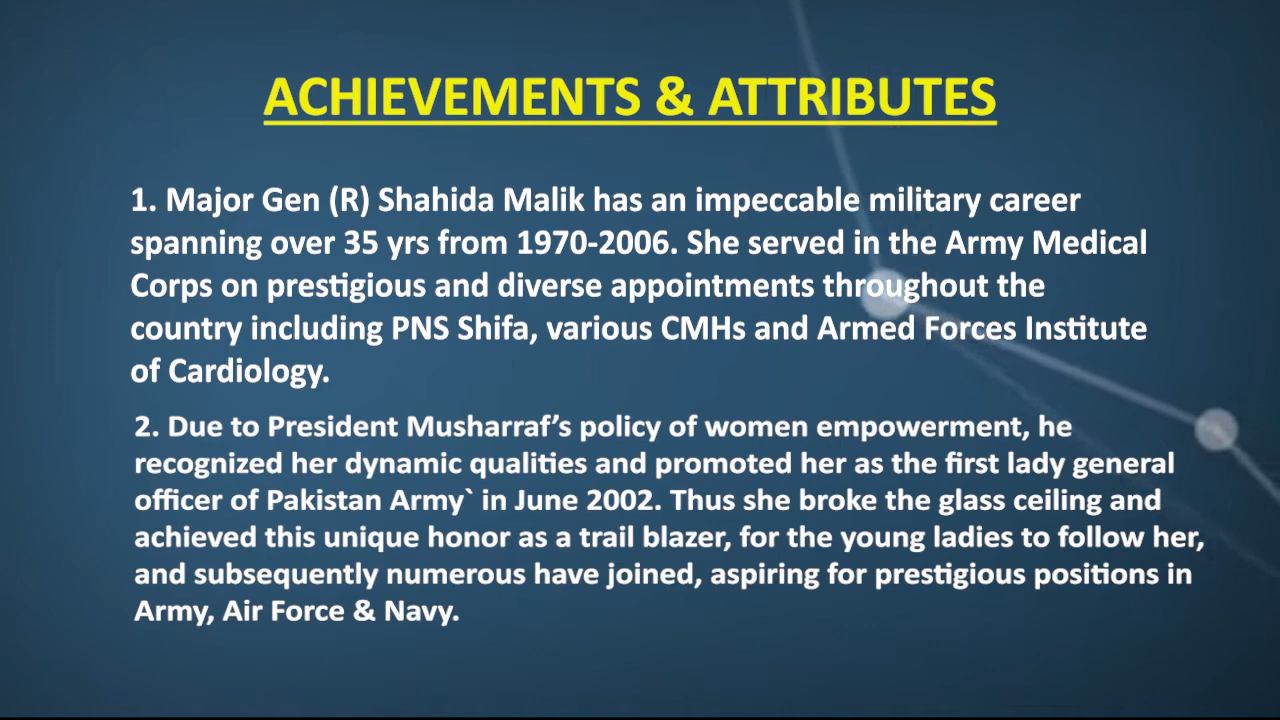 ACHIEVEMENTS & ATTRIBUTES
1. Major Gen (R) Shahida Malik has an impeccable military career
spanning over 35 yrs from 1970-2006. She served in the Army Medical
Corps on prestigious and diverse appointments throughout the
country including PNS Shifa, various CMHs and Armed Forces Institute
of Cardiology.
2. Due to President Musharraf’s policy of women empowerment, he
recognized her dynamic qualities and promoted her as the first lady general
officer of Pakistan Army` in June 2002. Thus she broke the glass ceiling and
achieved this unique honor as a trail blazer, for the young ladies to follow her,
and subsequently numerous have joined, aspiring for prestigious positions in
Army, Air Force & Navy.